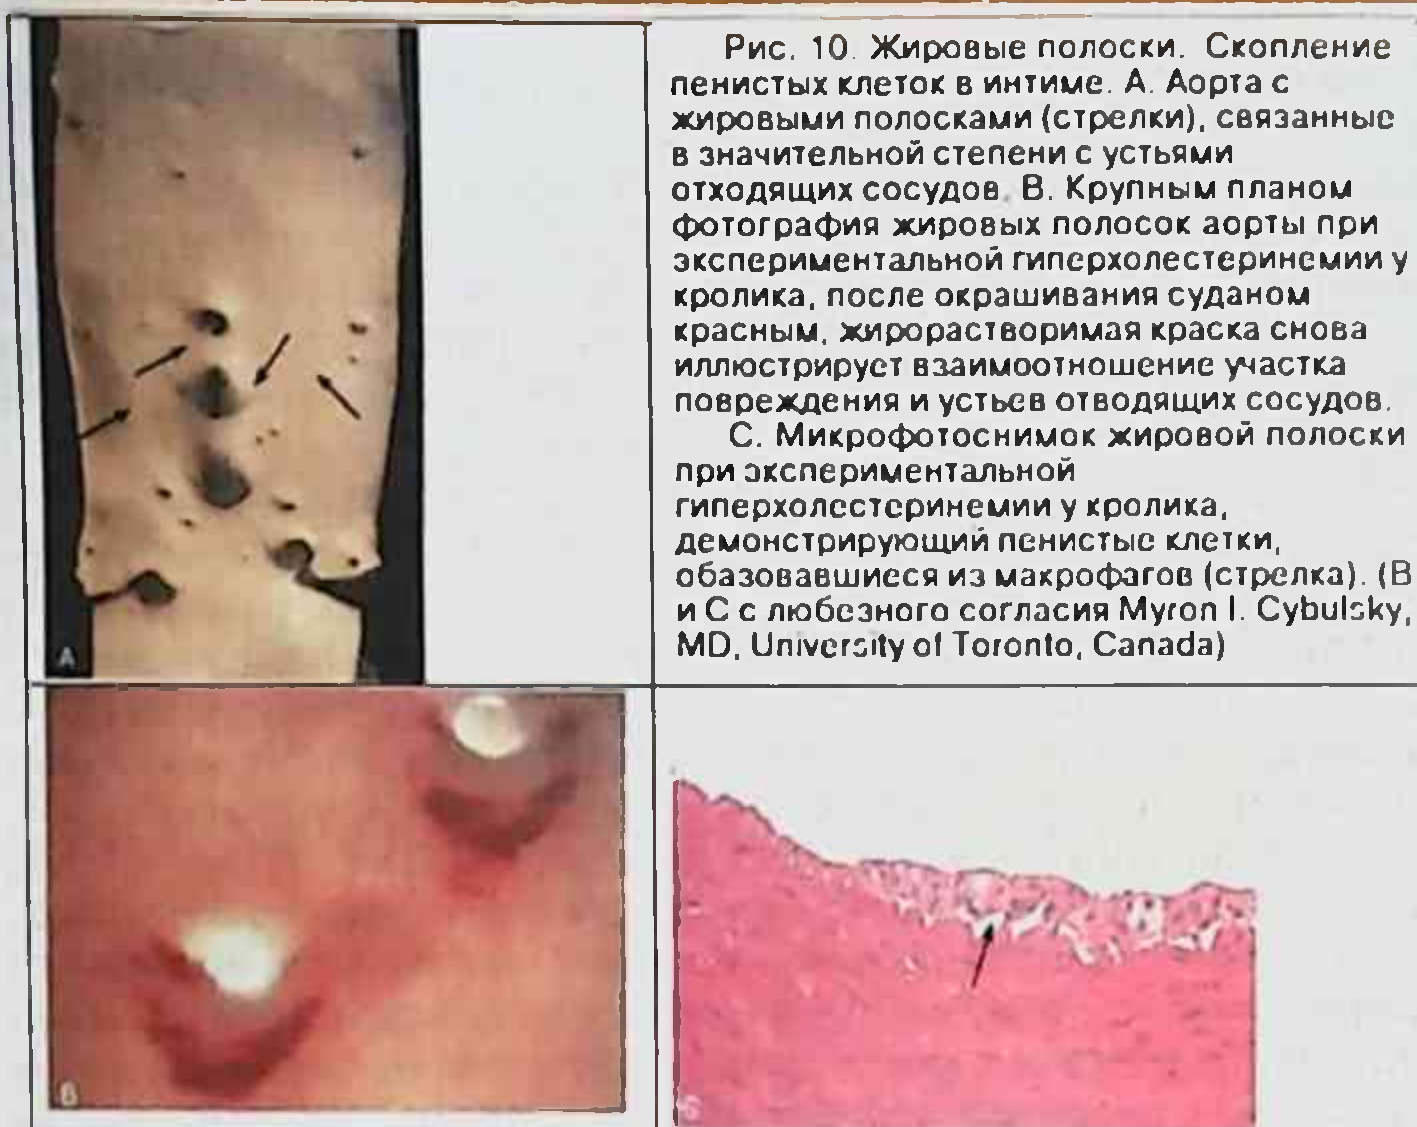 Рис. 10. Жировые полоски. Скопление
пенистых клеток в интиме. А. Аорта с
жировыми полосками (стрелки), связанные
в значительной степени с устьями
отходящих сосудов. В. Крупным планом
фотография жировых полосок аорты при
экспериментальной гиперхолестеринемии у
кролика, после окрашивания суданом
красным, жирорастворимая краска снова
иллюстрирует взаимоотношение участка
повреждения и устьев отводящих сосудов.
С. Микрофотоснимок жировой полоски
при экспериментальной
гиперхолестеринемии у кролика,
демонстрирующий пенистые клетки,
обазовавшиеся из макрофагов (стрелка). (В
и С с любезного согласия Myron I. Cybulsky,
MD, University of Toronto, Canada)
A
B
C